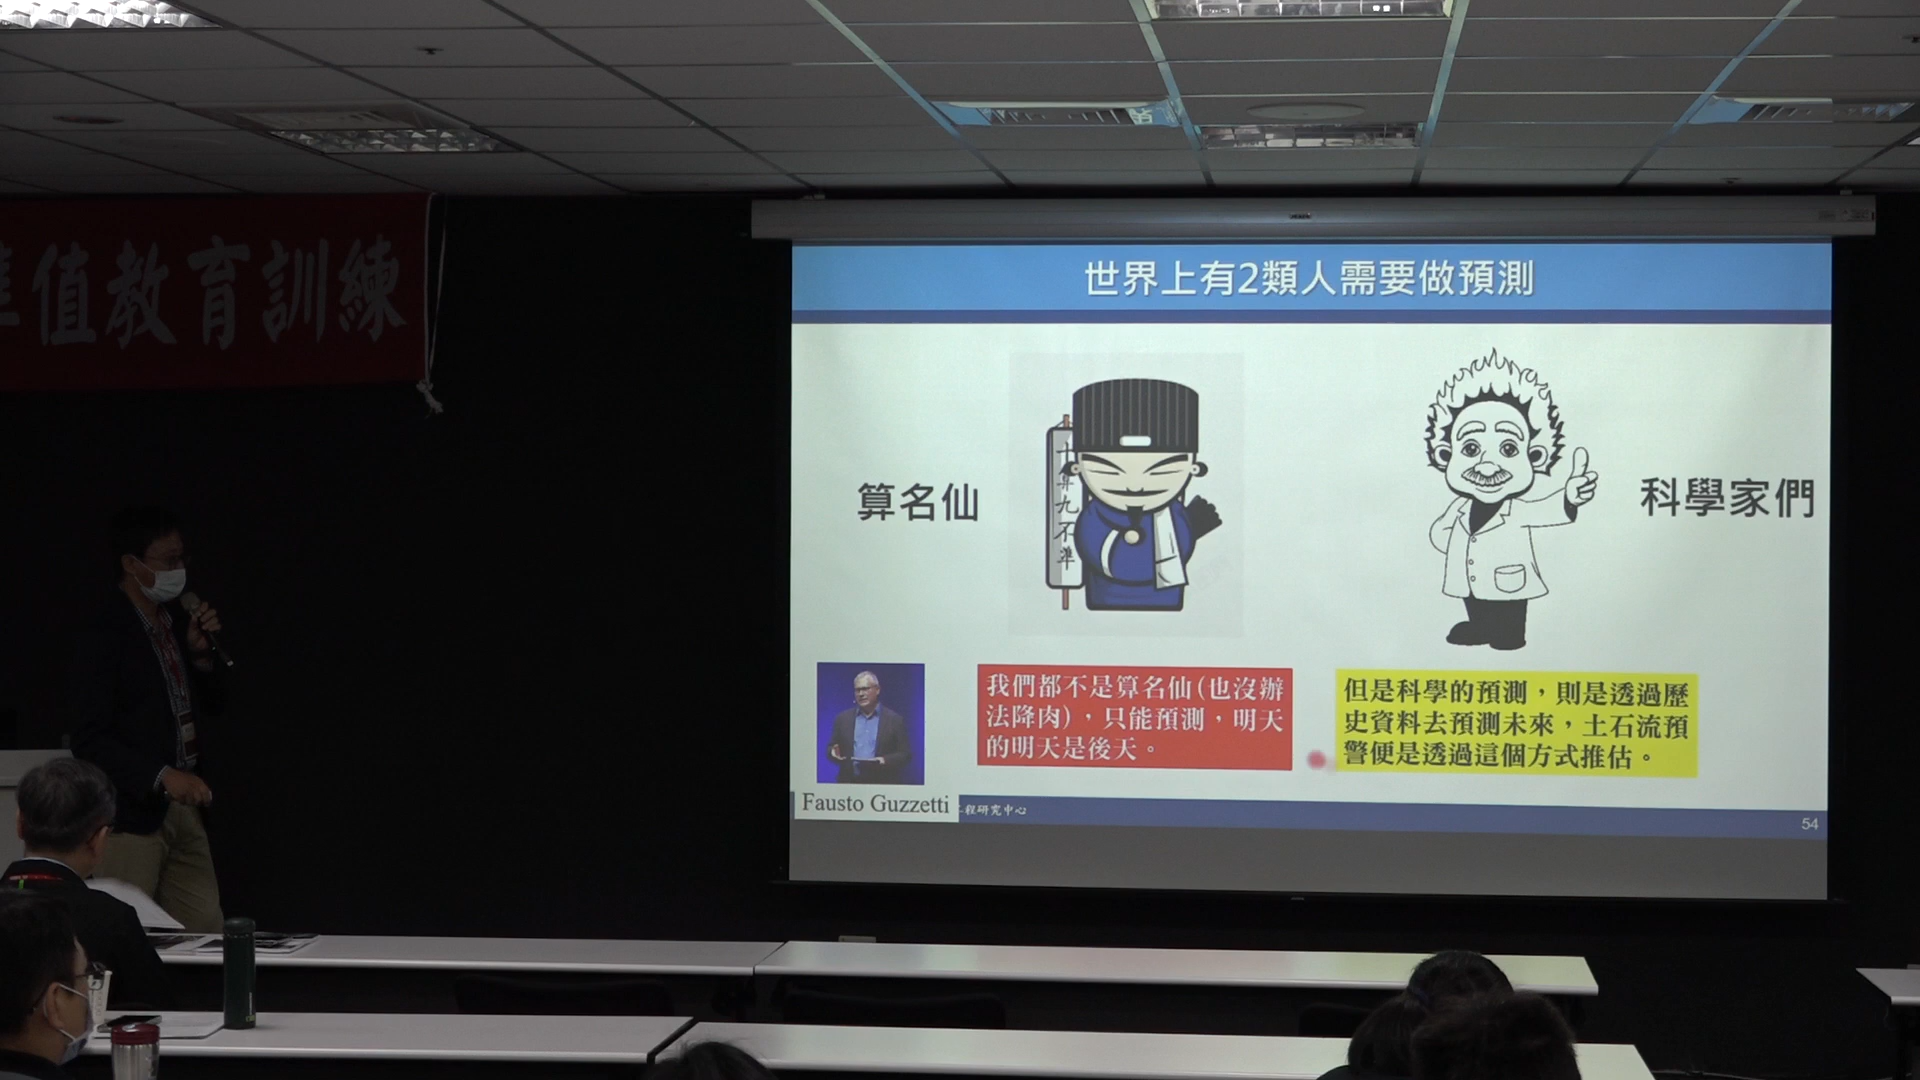 值教育訓練
世界上有2類人需要做預測
算名仙
算九不準
科學家們
我們都不是算名仙(也沒辦
法降肉)，只能預測，明天
的明天是後天。
但是科學的預測，則是透過歷
史資料去預測未來，土石流預
警便是透過這個方式推估。
Fausto Guzzetti
程研究中心
54